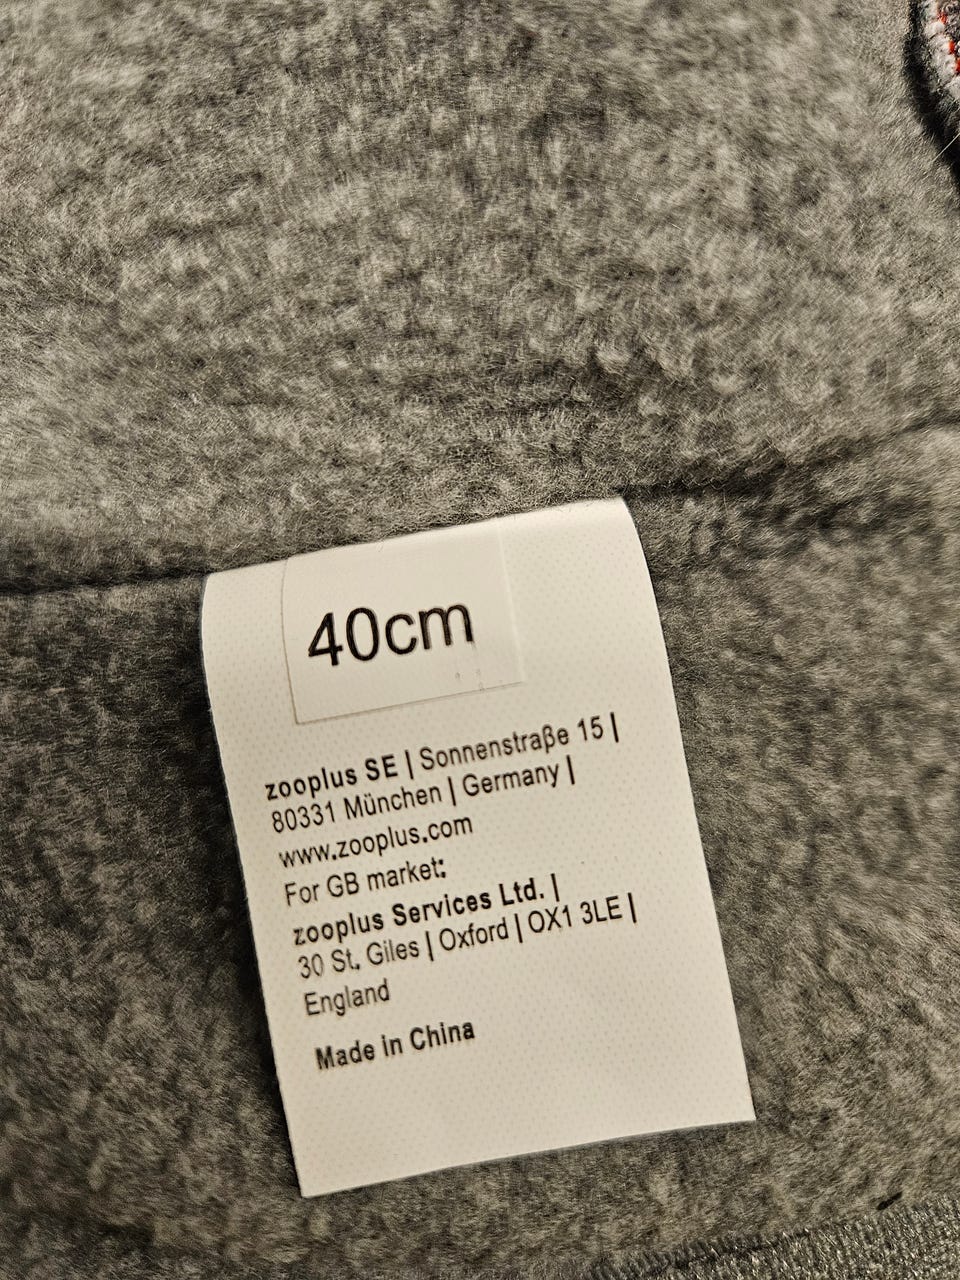 40cm
zooplus SE | Sonnenstraße 15 |
80331 München | Germany |
www.zooplus.com
For GB market:
zooplus Services Ltd. |
30 St. Giles | Oxford | OX1 3LE |
England
Made in China